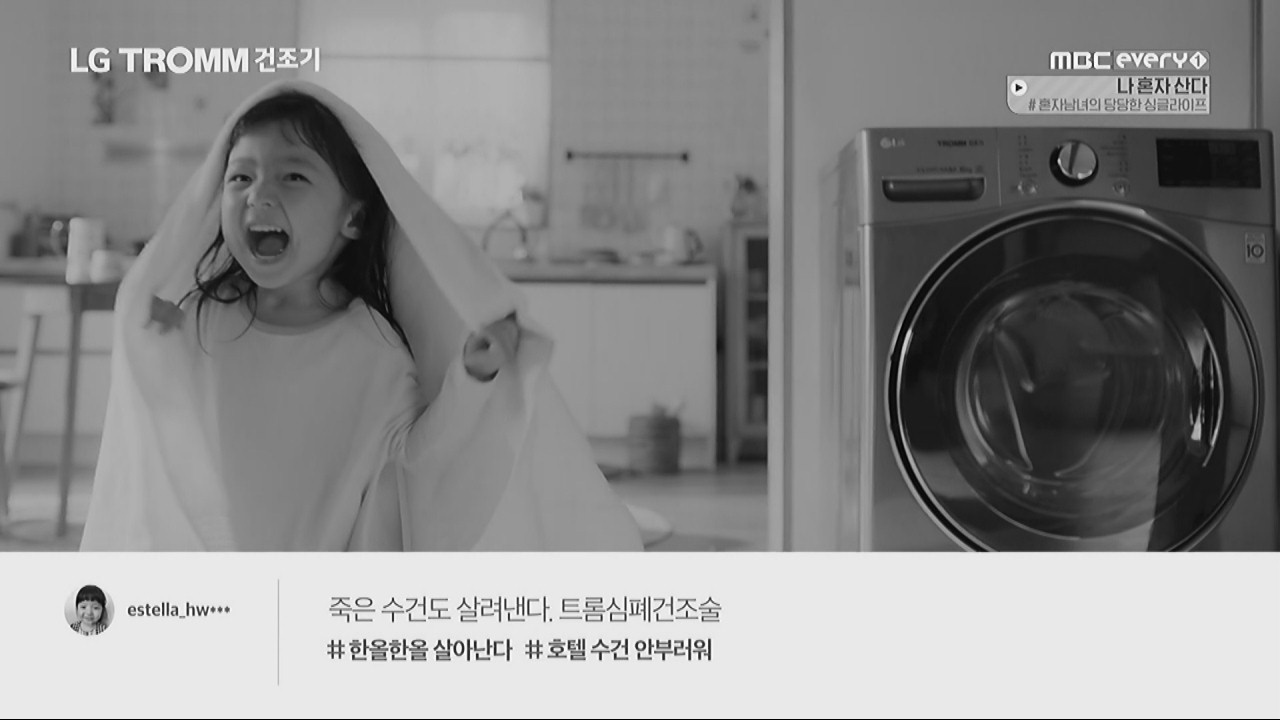 LG TROMM 건조기
MBC every1
나 혼자 산다
# 혼자남녀의 당당한 싱글라이프
LG
TROMM
estella_hw***
죽은 수건도 살려낸다. 트롬심폐건조술
# 한올한올 살아난다 # 호텔 수건 안부러워